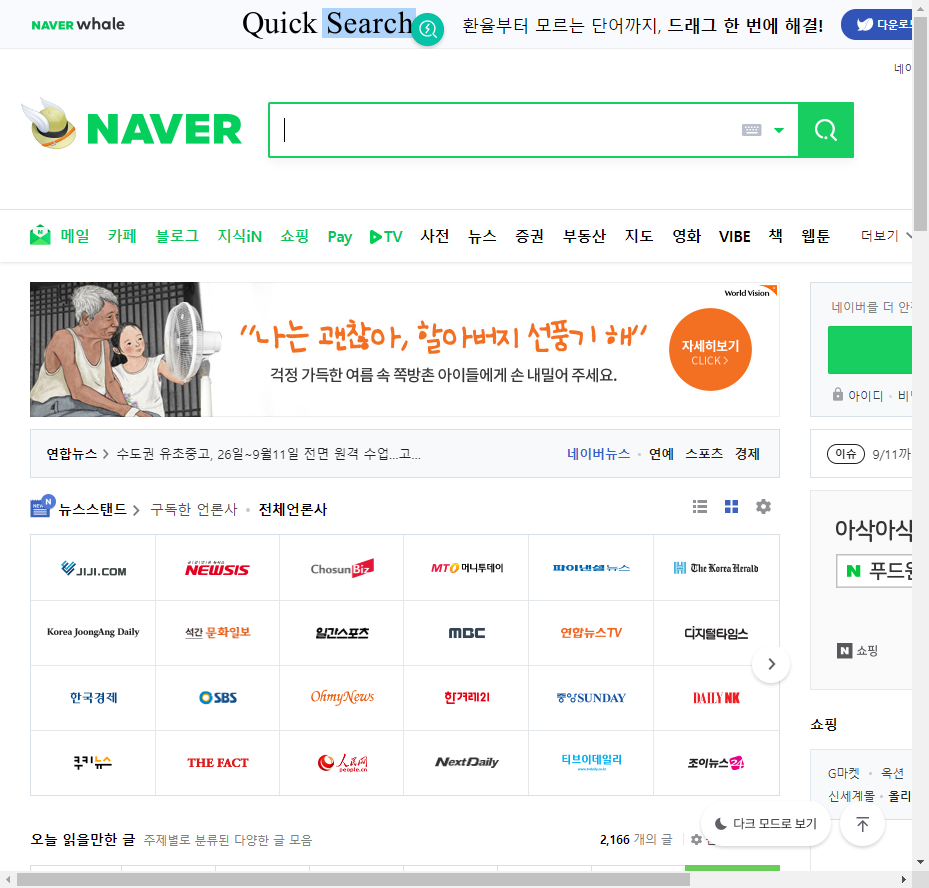 NAVER whale
Quick Search
환율부터 모르는 단어까지, 드래그 한 번에 해결!
다운로드
네이
NAVER
메일 카페 블로그 지식iN 쇼핑 Pay TV 사전 뉴스 증권 부동산 지도 영화 VIBE 책 웹툰 더보기
World Vision
“나는 괜찮아, 할아버지 선풍기 해”
걱정 가득한 여름 속 쪽방촌 아이들에게 손 내밀어 주세요.
자세히보기
CLICK >
네이버를 더 안
아이디 · 비
연합뉴스 > 수도권 유초중고, 26일~9월11일 전면 원격 수업...고...
네이버뉴스 · 연예 스포츠 경제
이슈 9/11까
NEW N 뉴스스탠드 > 구독한 언론사 · 전체언론사
JIJI.COM NEWSIS ChosunBiz MTO 머니투데이 파이낸셜뉴스 The Korea Herald
Korea JoongAng Daily 석간 문화일보 일간스포츠 MBC 연합뉴스TV 디지털타임스
한국경제 SBS OhmyNews 한겨레21 중앙SUNDAY DAILY NK
쿠키뉴스 THE FACT 人民网 people.cn NextDaily 티브이데일리 조이뉴스24
아삭아삭
N 푸드윈
N 쇼핑
쇼핑
G마켓 · 옥션
신세계몰 · 올리
오늘 읽을만한 글 주제별로 분류된 다양한 글 모음
2,166 개의 글
다크 모드로 보기